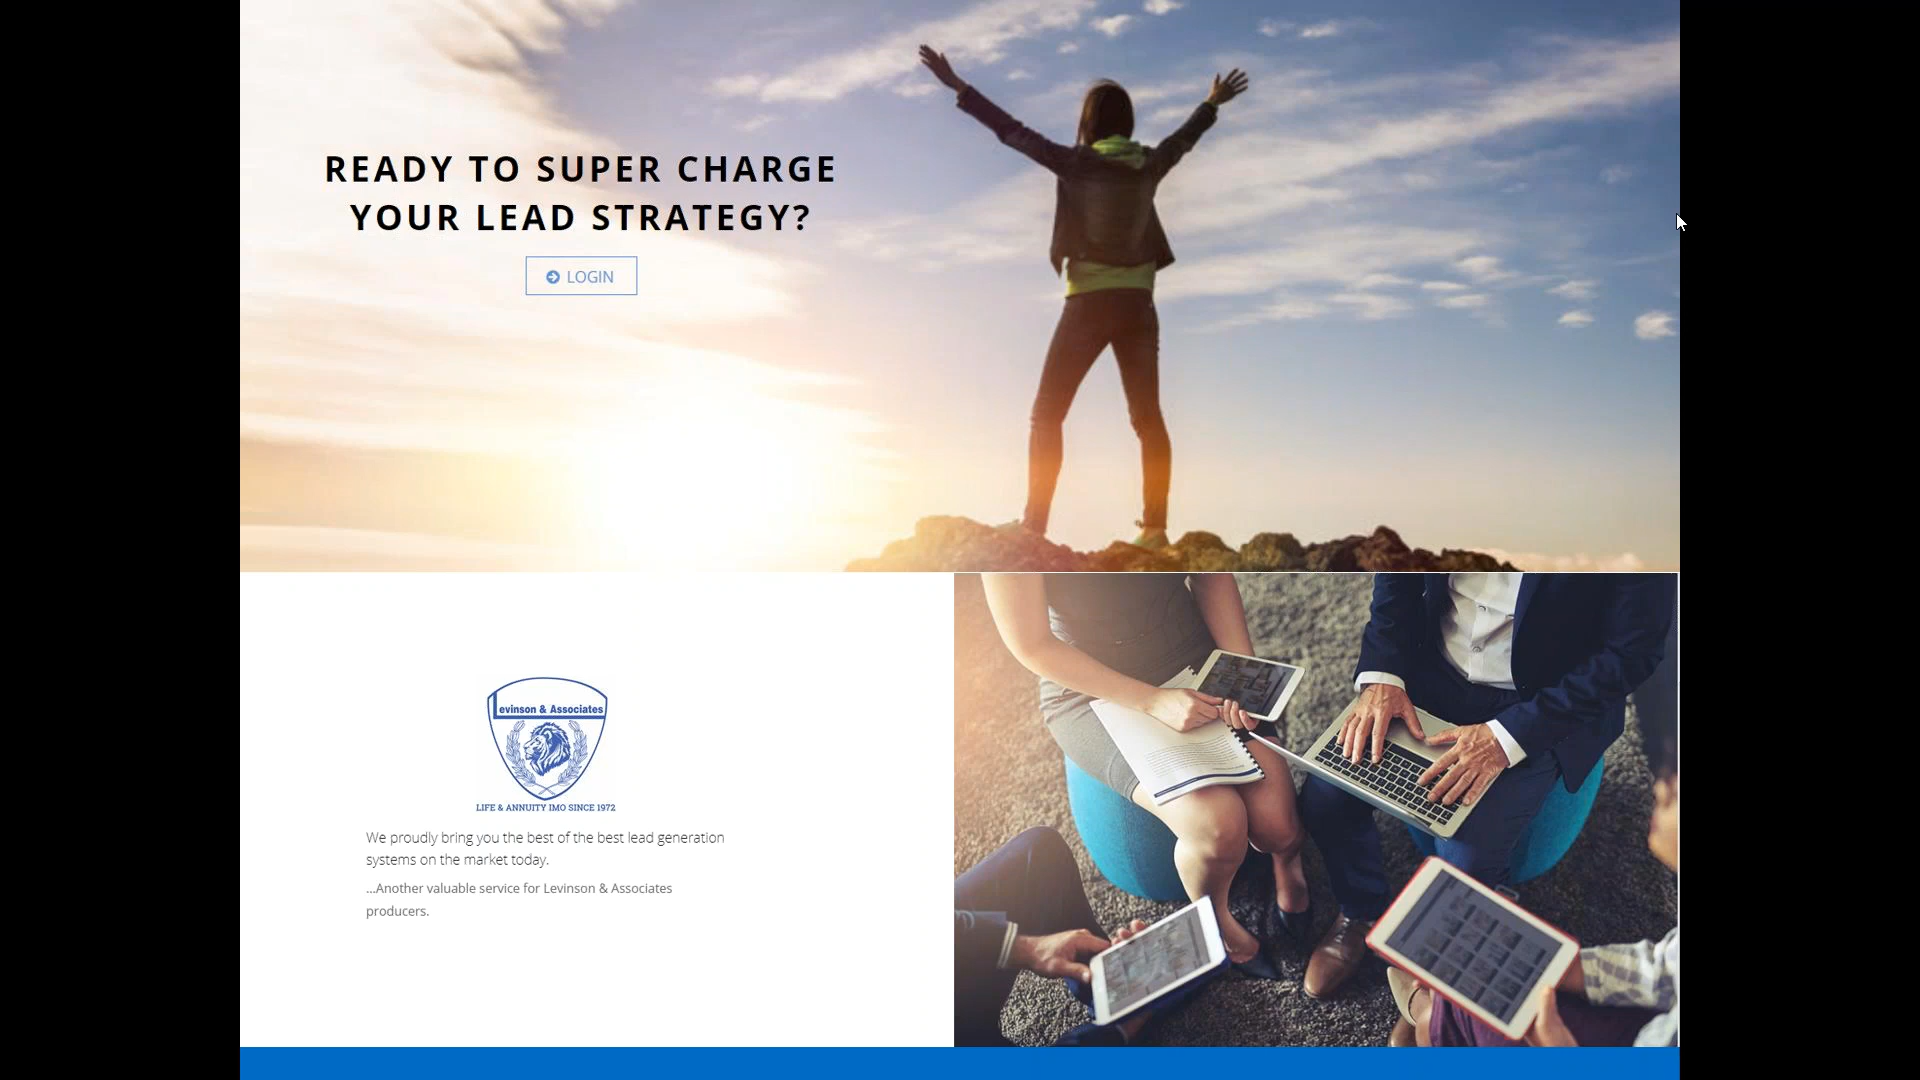 READY TO SUPER CHARGE
YOUR LEAD STRATEGY?
LOGIN
Levinson & Associates
LIFE & ANNUITY IMO SINCE 1972
We proudly bring you the best of the best lead generation
systems on the market today.
...Another valuable service for Levinson & Associates
producers.